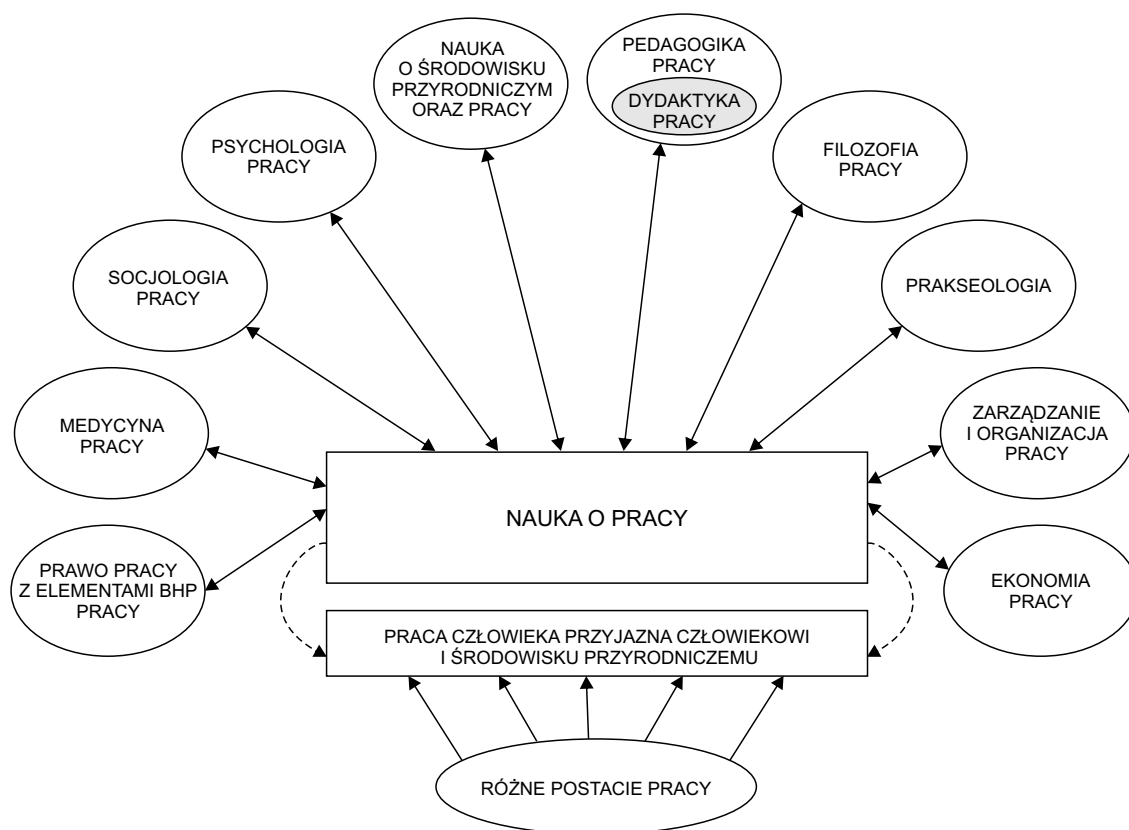 NAUKA
O ŚRODOWISKU
PRZYRODNICZYM
ORAZ PRACY
PEDAGOGIKA
PRACY
DYDAKTYKA
PRACY
PSYCHOLOGIA
PRACY
FILOZOFIA
PRACY
SOCJOLOGIA
PRACY
PRAKSEOLOGIA
MEDYCYNA
PRACY
ZARZĄDZANIE
I ORGANIZACJA
PRACY
NAUKA O PRACY
PRAWO PRACY
Z ELEMENTAMI BHP
PRACY
EKONOMIA
PRACY
PRACA CZŁOWIEKA PRZYJAZNA CZŁOWIEKOWI
I ŚRODOWISKU PRZYRODNICZEMU
RÓŻNE POSTACIE PRACY